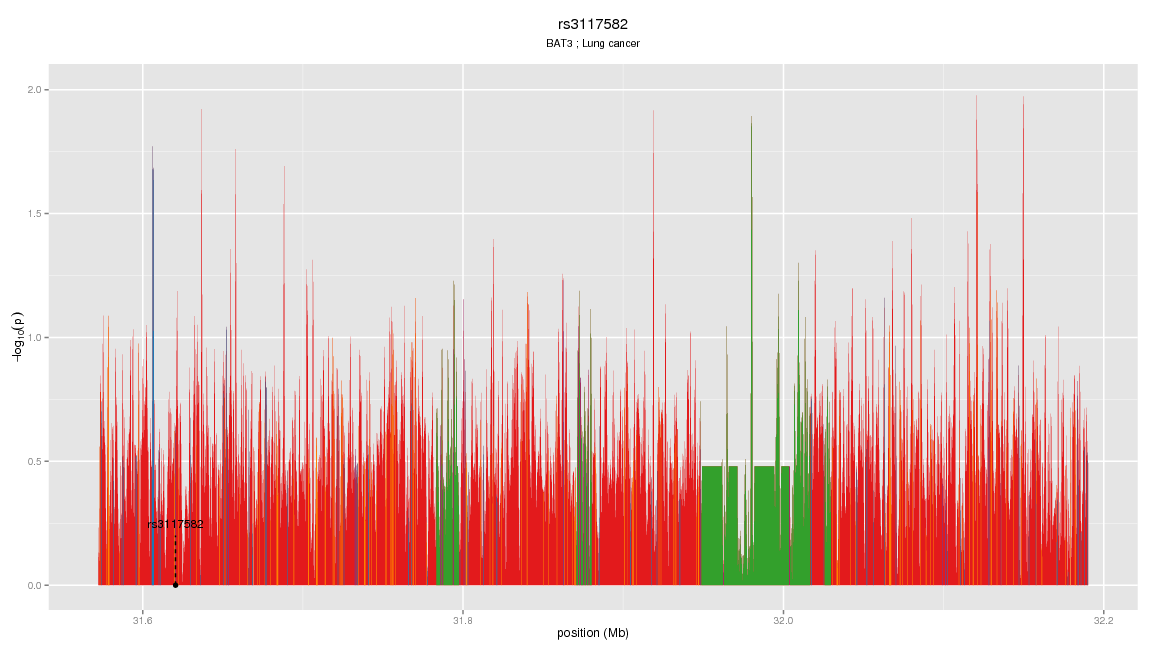 rs3117582
BAT3 ; Lung cancer
2.0
1.5
1.0
0.5
0.0
-log10(p)
rs3117582
31.6 31.8 32.0 32.2
position (Mb)